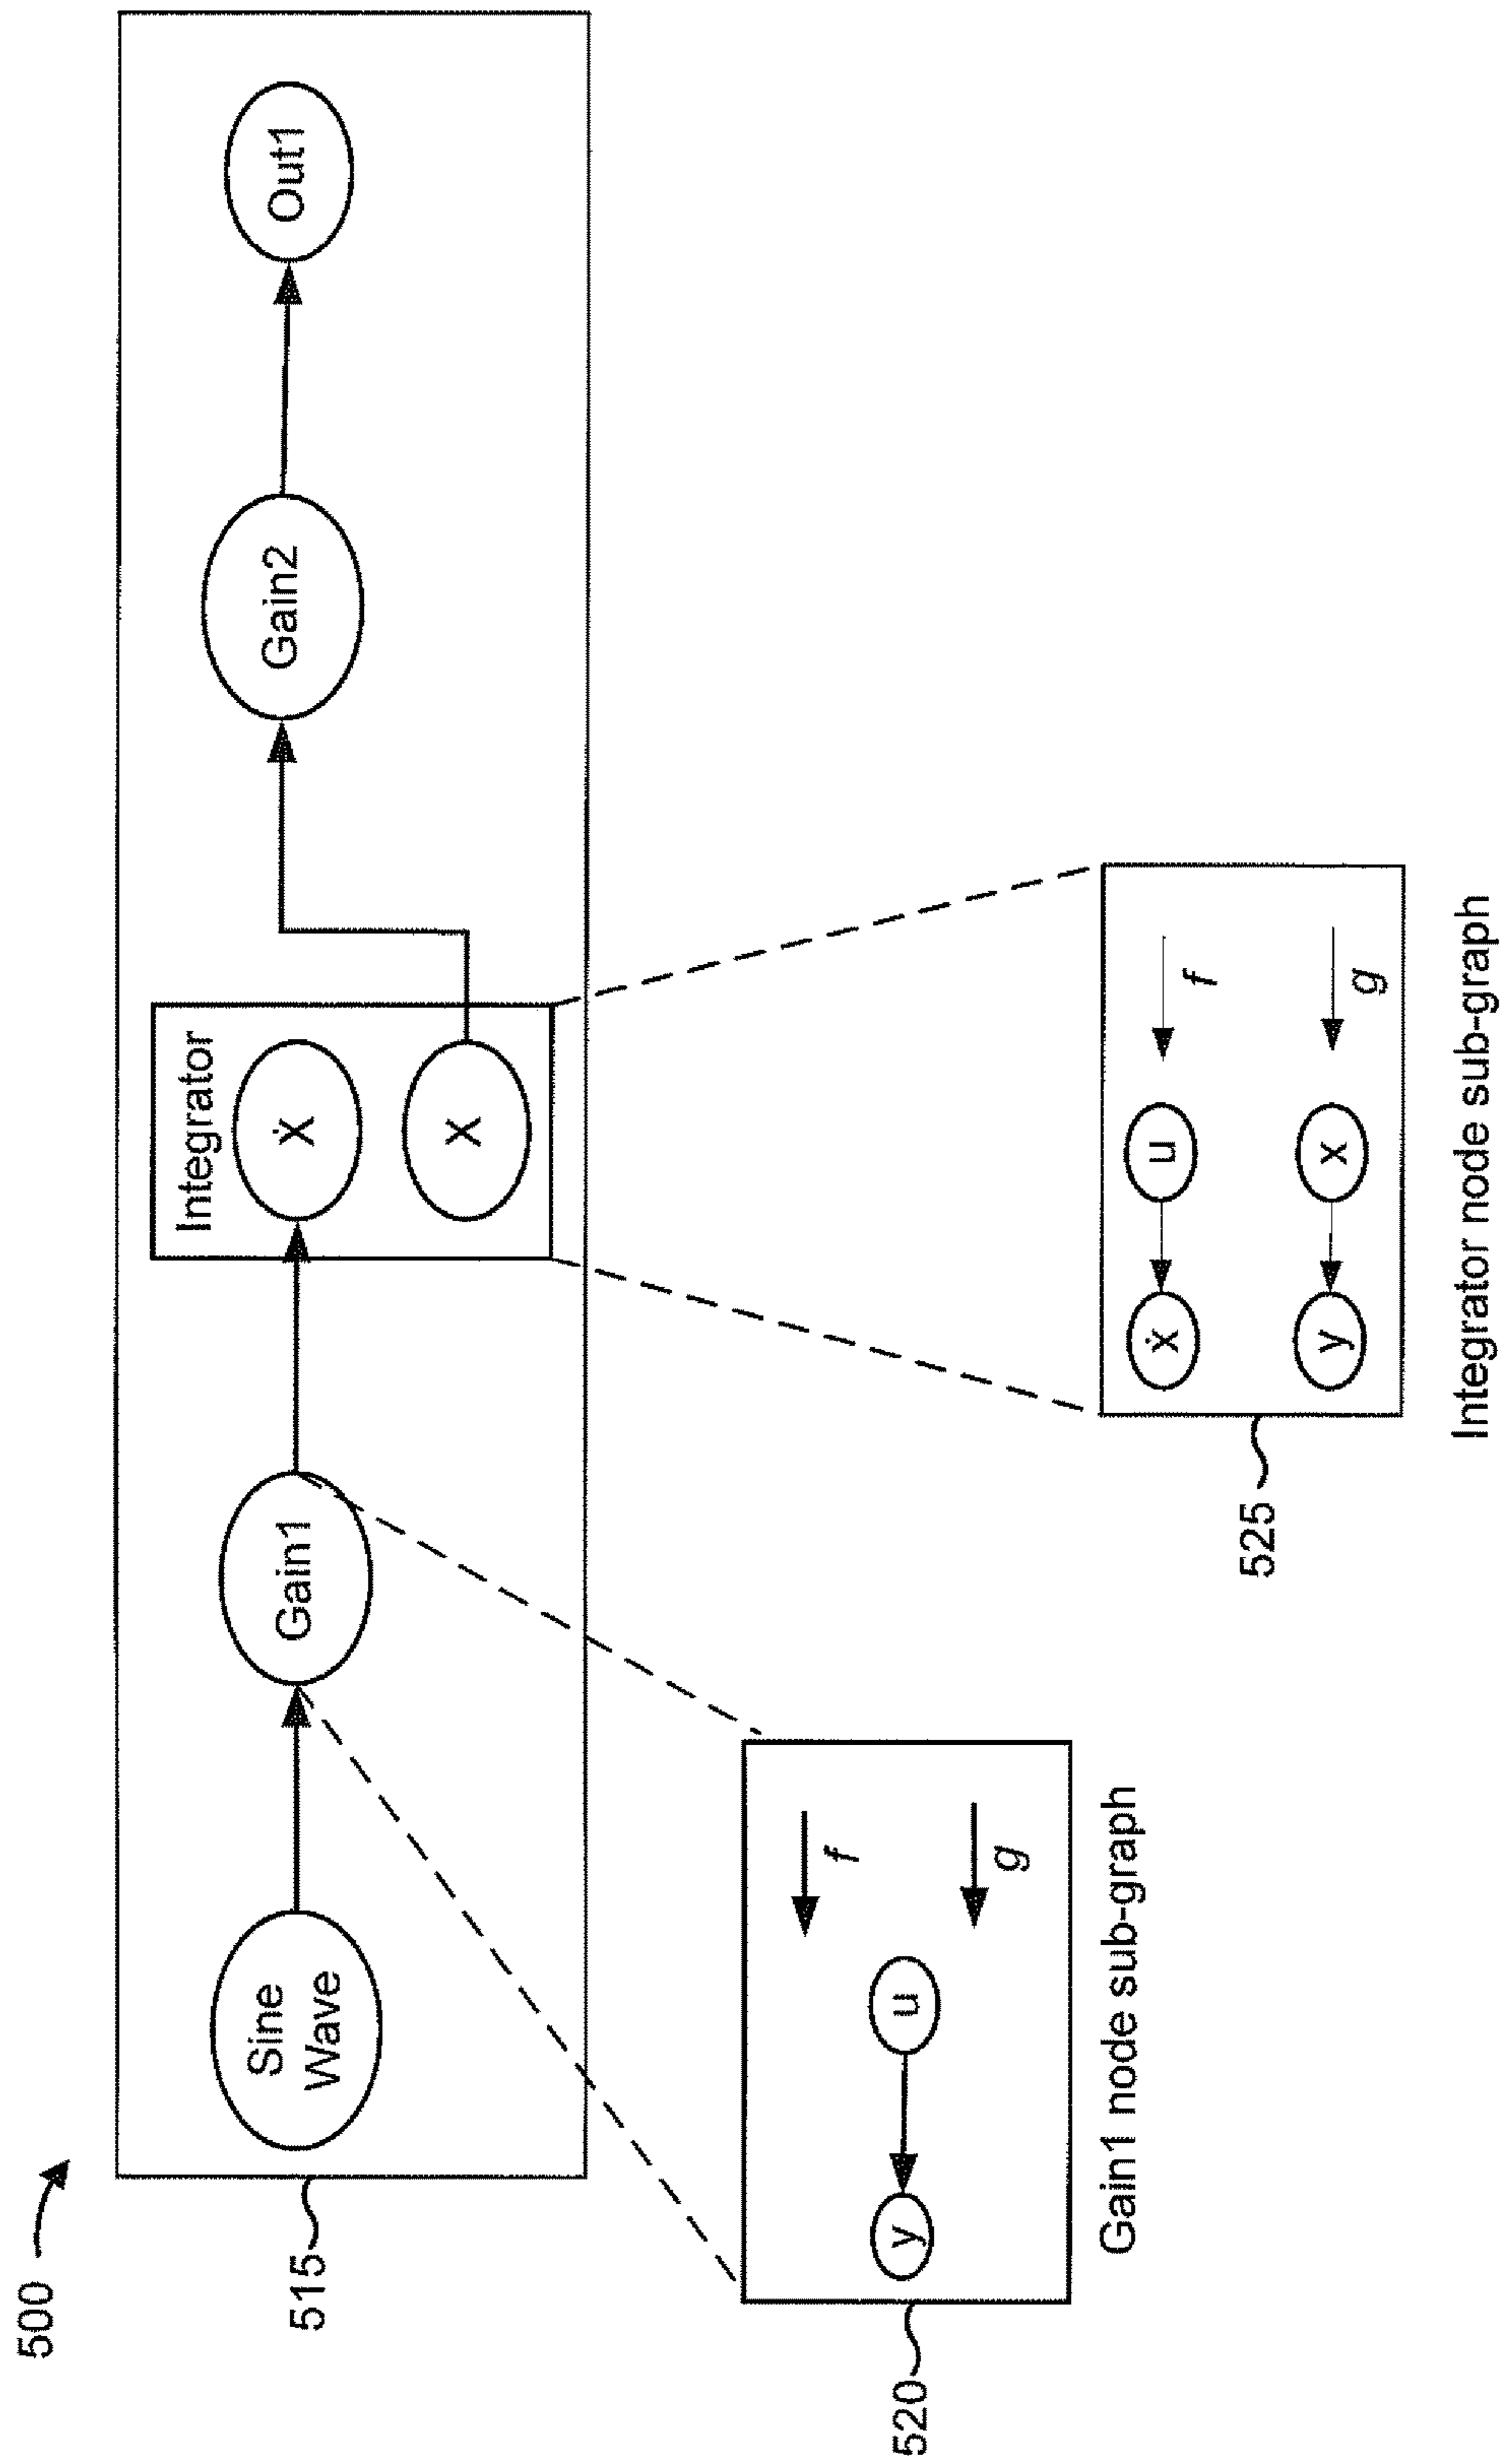 500
515
Sine
Wave
Gain1
Integrator
Ẋ
X
Gain2
Out1
520
y
u
f
g
Gain1 node sub-graph
525
ẋ
u
f
y
x
g
Integrator node sub-graph